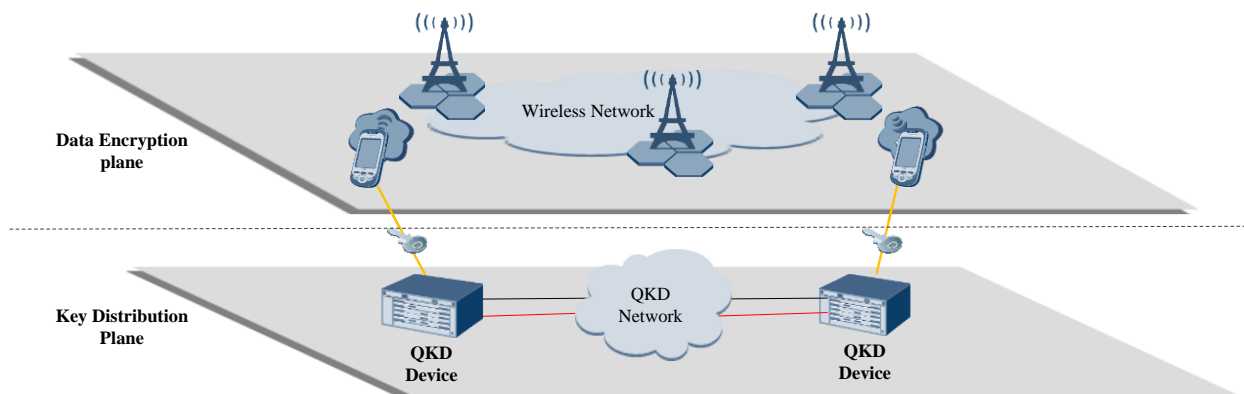 Wireless Network
Data Encryption
plane
QKD
Network
Key Distribution
Plane
QKD
Device
QKD
Device